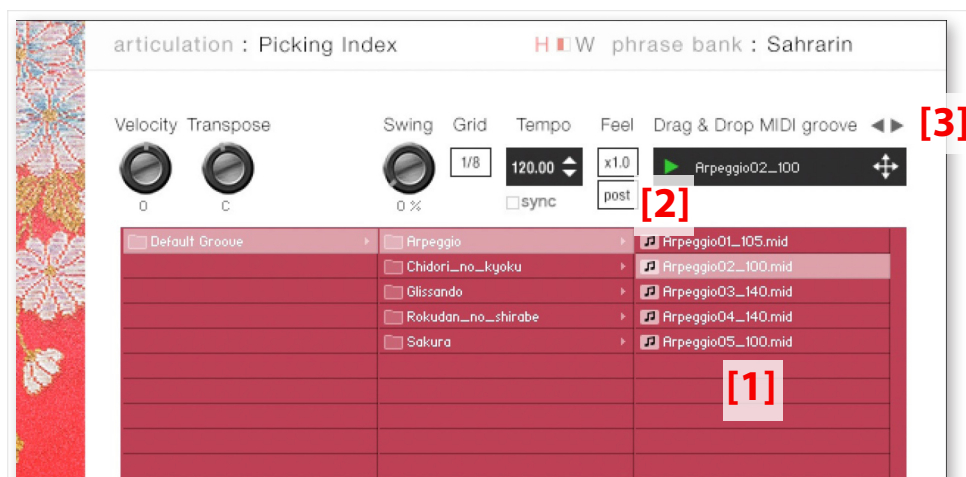 articulation : Picking Index H W phrase bank : Sahrarin
Velocity Transpose Swing Grid Tempo Feel Drag & Drop MIDI groove [3]
1/8 120.00 x1.0 Arpeggio02_100
0 C 0 % sync post [2]
Default Groove Arpeggio Arpeggio01_105.mid
Chidori_no_kyoku Arpeggio02_100.mid
Glissando Arpeggio03_140.mid
Rokudan_no_shirabe Arpeggio04_140.mid
Sakura Arpeggio05_100.mid
[1]